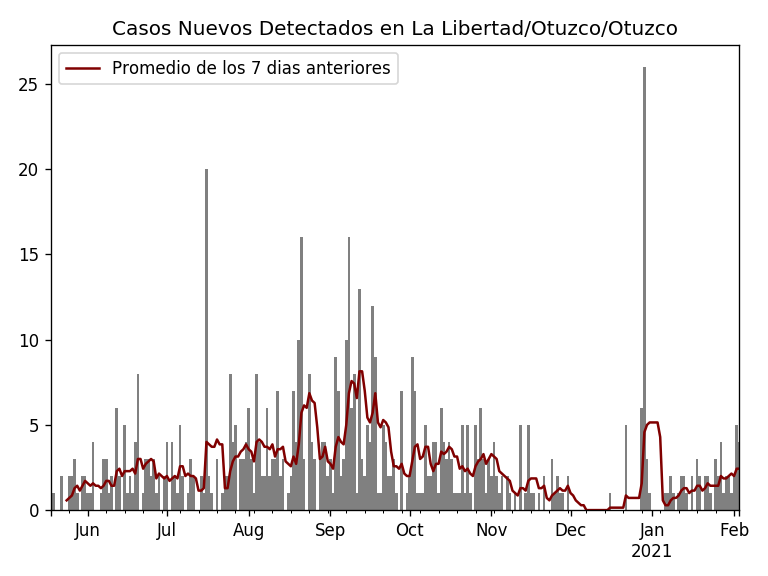 Casos Nuevos Detectados en La Libertad/Otuzco/Otuzco
Promedio de los 7 dias anteriores
25
20
15
10
5
0
Jun Jul Aug Sep Oct Nov Dec Jan Feb
2021